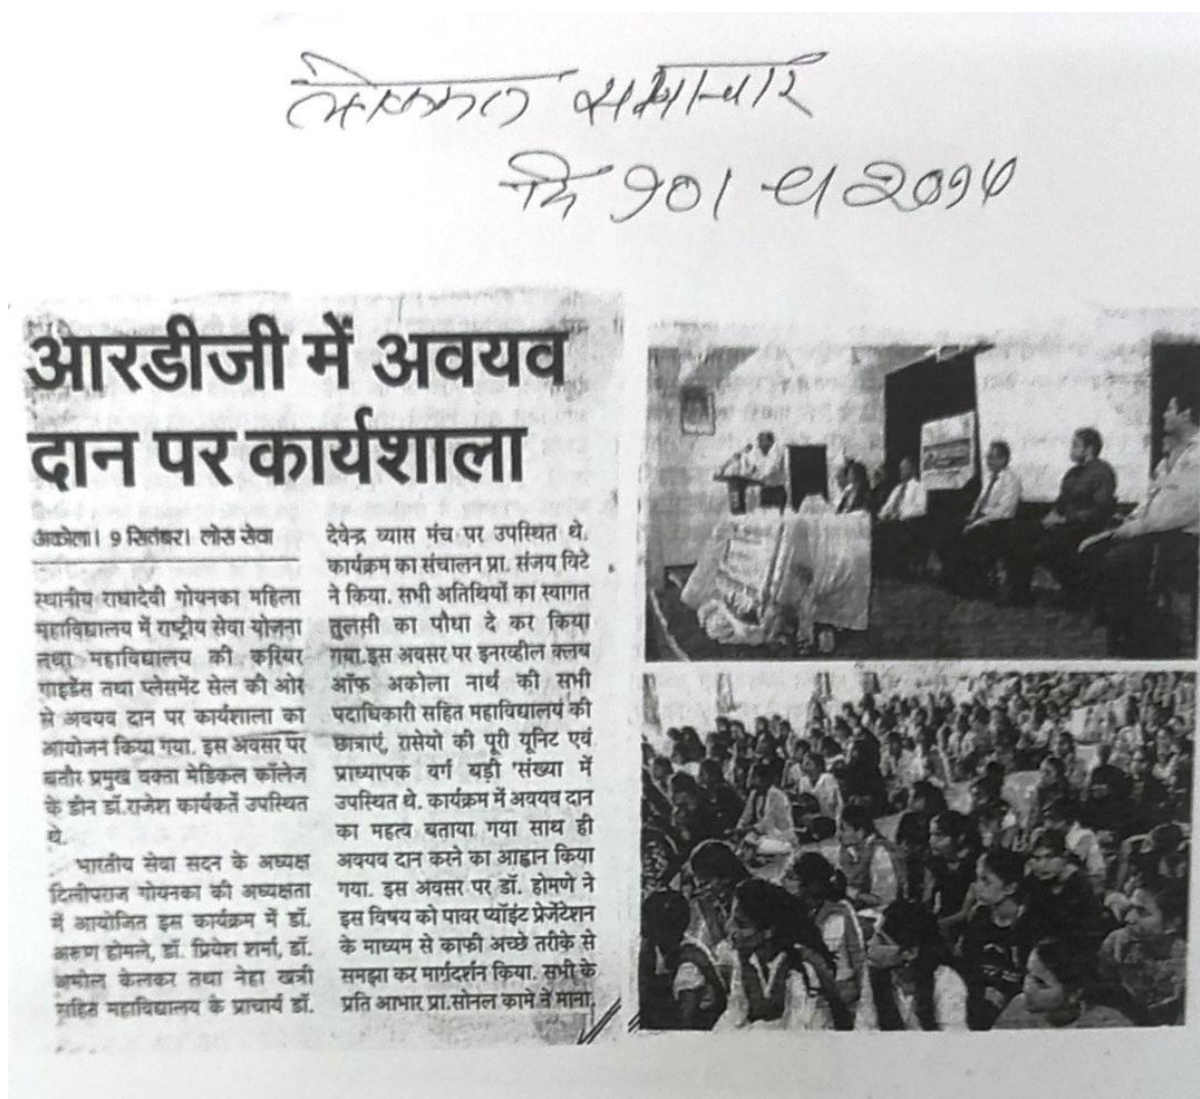 लोकमत समाचार
दि १०/९/२०१५
आरडीजी में अवयव
दान पर कार्यशाला
अकोला। 9 सितंबर। लोस सेवा
स्थानीय राधादेवी गोयनका महिला
महाविद्यालय में राष्ट्रीय सेवा योजना
तथा महाविद्यालय की करियर
गाइडेंस तथा प्लेसमेंट सेल की ओर
से अवयव दान पर कार्यशाला का
आयोजन किया गया. इस अवसर पर
बतौर प्रमुख वक्ता मेडिकल कॉलेज
के डीन डॉ.राजेश कार्यकर्ते उपस्थित
थे.
भारतीय सेवा सदन के अध्यक्ष
दिलीपराज गोयनका की अध्यक्षता
में आयोजित इस कार्यक्रम में डॉ.
अरुण होमले, डॉ. प्रियेश शर्मा, डॉ.
अमोल केलकर तथा नेहा खत्री
सहित महाविद्यालय के प्राचार्य डॉ.
देवेन्द्र व्यास मंच पर उपस्थित थे.
कार्यक्रम का संचालन प्रा. संजय विटे
ने किया. सभी अतिथियों का स्वागत
तुलसी का पौधा दे कर किया
गया.इस अवसर पर इनरव्हील क्लब
ऑफ अकोला नार्थ की सभी
पदाधिकारी सहित महाविद्यालय की
छात्राएं, रासेयो की पूरी यूनिट एवं
प्राध्यापक वर्ग बड़ी संख्या में
उपस्थित थे. कार्यक्रम में अवयव दान
का महत्व बताया गया साथ ही
अवयव दान करने का आह्वान किया
गया. इस अवसर पर डॉ. होमणे ने
इस विषय को पावर प्वॉइंट प्रेजेंटेशन
के माध्यम से काफी अच्छे तरीके से
समझा कर मार्गदर्शन किया. सभी के
प्रति आभार प्रा.सोनल कामे ने माना.